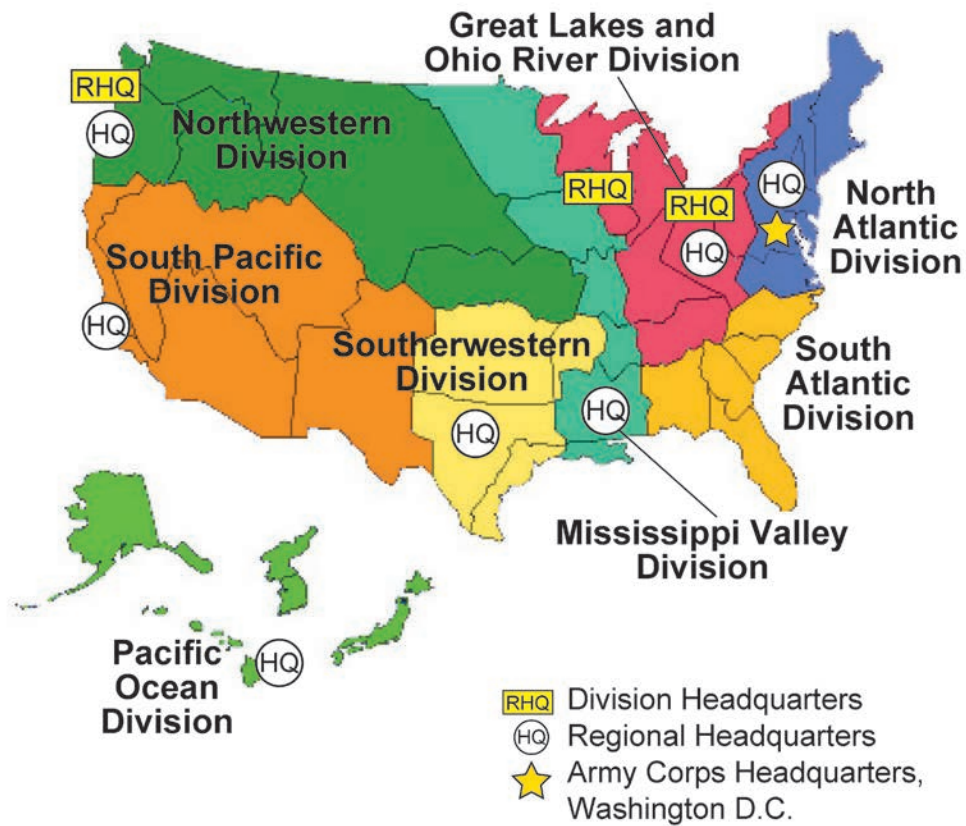 Great Lakes and
Ohio River Division
RHQ
HQ
Northwestern
Division
RHQ
RHQ
HQ
HQ
North
Atlantic
Division
South Pacific
Division
HQ
Southerwestern
Division
HQ
HQ
South
Atlantic
Division
Mississippi Valley
Division
Pacific
Ocean
Division
HQ
RHQ Division Headquarters
HQ Regional Headquarters
Army Corps Headquarters,
Washington D.C.